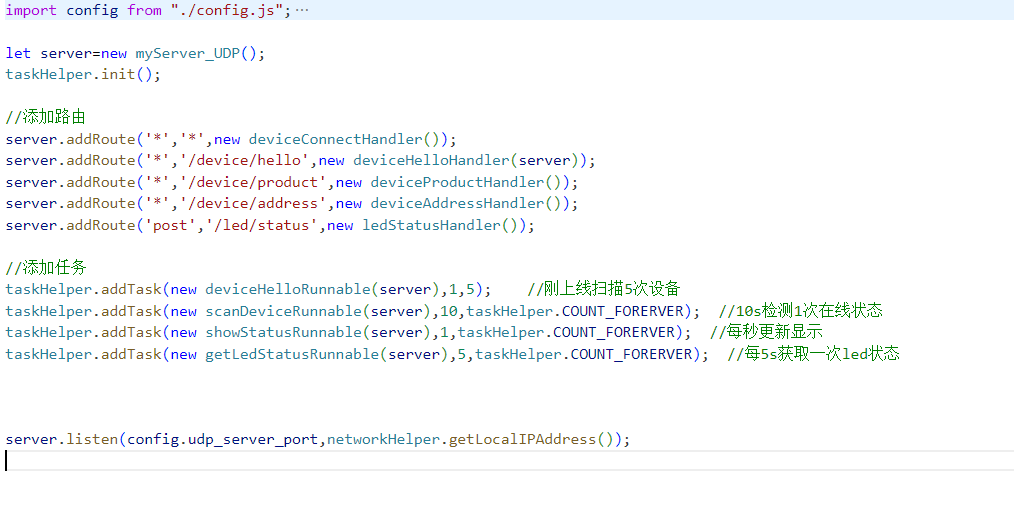 import config from "./config.js";···
let server=new myServer_UDP();
taskHelper.init();
//添加路由
server.addRoute('*','*',new deviceConnectHandler());
server.addRoute('*','/device/hello',new deviceHelloHandler(server));
server.addRoute('*','/device/product',new deviceProductHandler());
server.addRoute('*','/device/address',new deviceAddressHandler());
server.addRoute('post','/led/status',new ledStatusHandler());
//添加任务
taskHelper.addTask(new deviceHelloRunnable(server),1,5);    //刚上线扫描5次设备
taskHelper.addTask(new scanDeviceRunnable(server),10,taskHelper.COUNT_FORERVER);  //10s检测1次在线状态
taskHelper.addTask(new showStatusRunnable(server),1,taskHelper.COUNT_FORERVER);  //每秒更新显示
taskHelper.addTask(new getLedStatusRunnable(server),5,taskHelper.COUNT_FORERVER);  //每5s获取一次led状态
server.listen(config.udp_server_port,networkHelper.getLocalIPAddress());